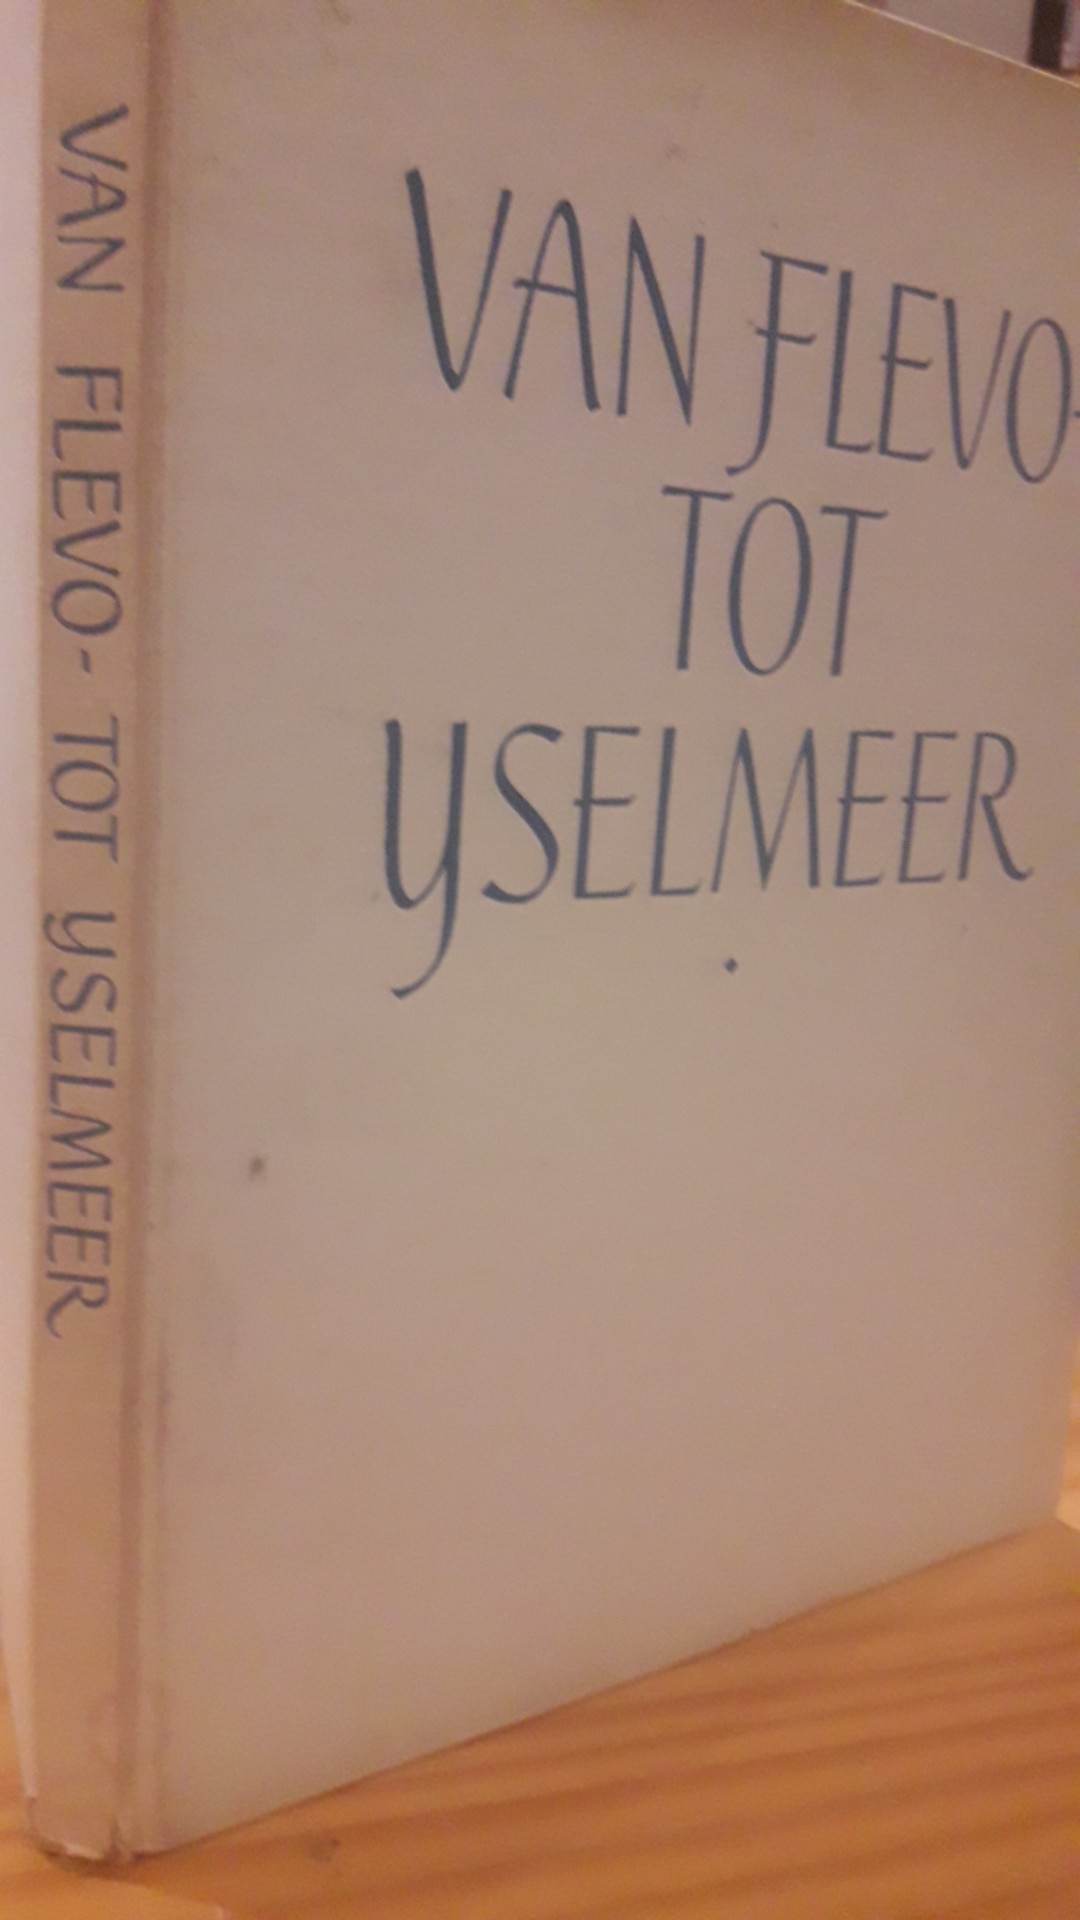 VAN FLEVO- TOT YSELMEER
VAN FLEVO-
TOT
YSELMEER